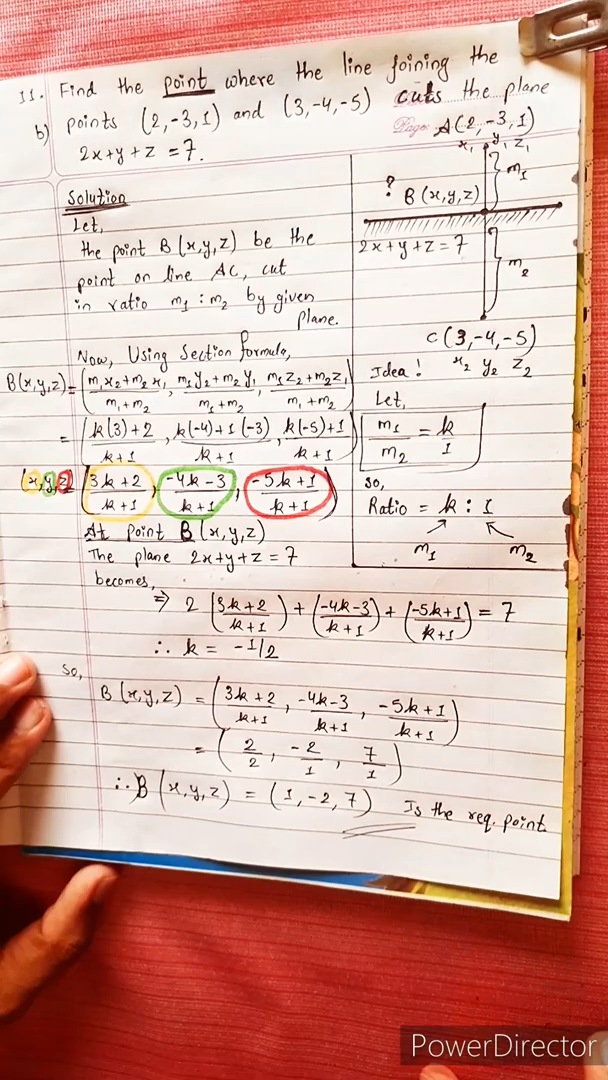 11. Find the point where the line joining the
b) points (2,-3,1) and (3,-4,-5) cuts the plane
2x+y+z = 7.
Page:
A(2,-3,1)
x₁ y₁ z₁
Solution
Let,
the point B(x,y,z) be the
point on line AC, cut
in ratio m₁ : m₂ by given
plane.
Now, Using Section formula,
B(x,y,z) = ((m₁x₂+m₂x₁)/(m₁+m₂), (m₁y₂+m₂y₁)/(m₁+m₂), (m₁z₂+m₂z₁)/(m₁+m₂))
= ((k(3)+2)/(k+1), (k(-4)+1(-3))/(k+1), (k(-5)+1)/(k+1))
(x,y,z) = ((3k+2)/(k+1), (-4k-3)/(k+1), (-5k+1)/(k+1))
m₁
? B(x,y,z)
2x+y+z=7
m₂
C(3,-4,-5)
x₂ y₂ z₂
Idea!
Let,
m₁/m₂ = k/1
so,
Ratio = k : 1
m₁ m₂
At point B(x,y,z)
The plane 2x+y+z=7
becomes,
⇒ 2((3k+2)/(k+1)) + ((-4k-3)/(k+1)) + ((-5k+1)/(k+1)) = 7
∴ k = -1/2
So,
B(x,y,z) = ((3k+2)/(k+1), (-4k-3)/(k+1), (-5k+1)/(k+1))
= (2/2, -2/1, 7/1)
∴ B(x,y,z) = (1,-2,7) Is the req. point
PowerDirector